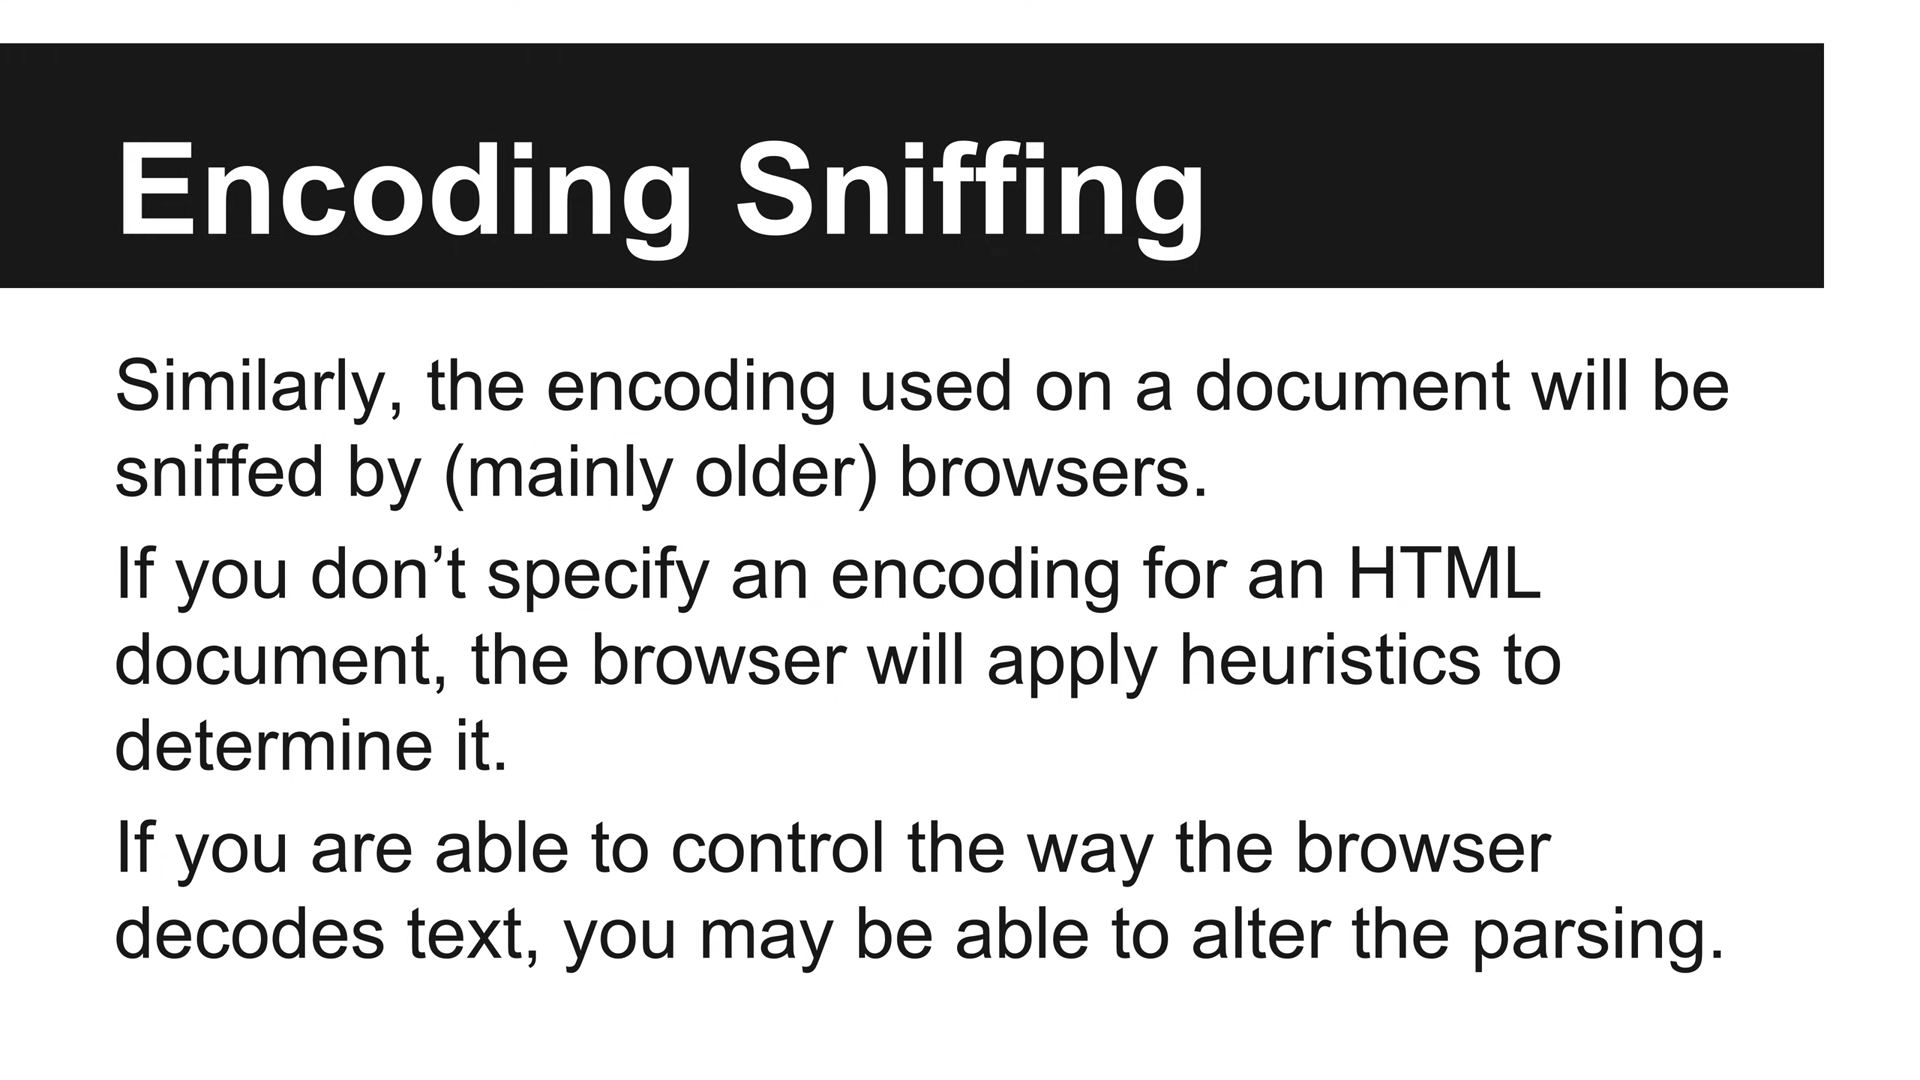 Encoding Sniffing
Similarly, the encoding used on a document will be
sniffed by (mainly older) browsers.
If you don’t specify an encoding for an HTML
document, the browser will apply heuristics to
determine it.
If you are able to control the way the browser
decodes text, you may be able to alter the parsing.